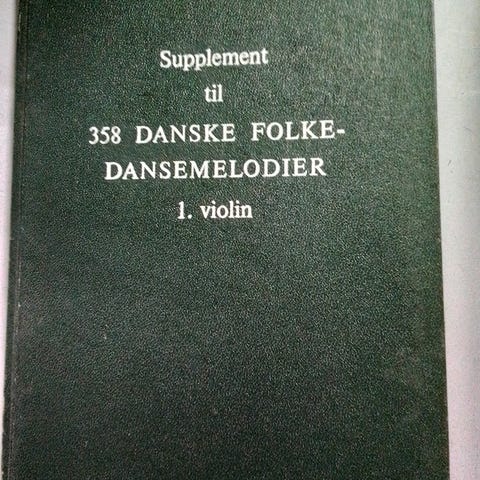 Supplement
til
358 DANSKE FOLKE-
DANSEMELODIER
1. violin